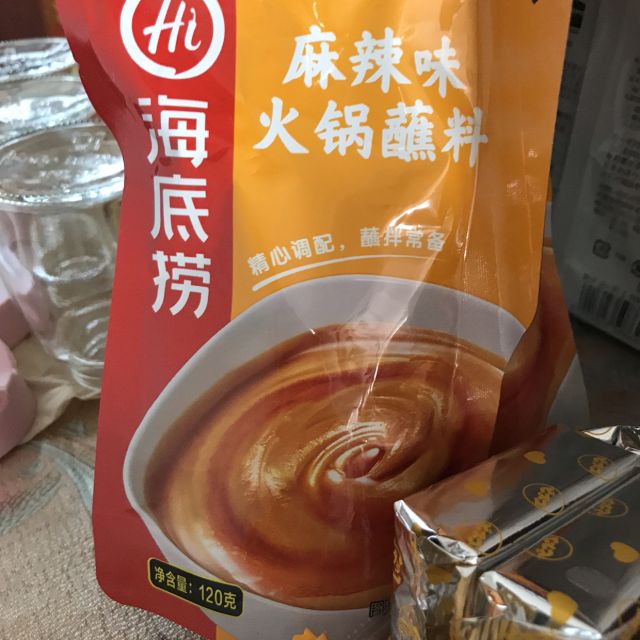 Hi
海底捞
麻辣味
火锅蘸料
精心调配，蘸拌常备
净含量：120克